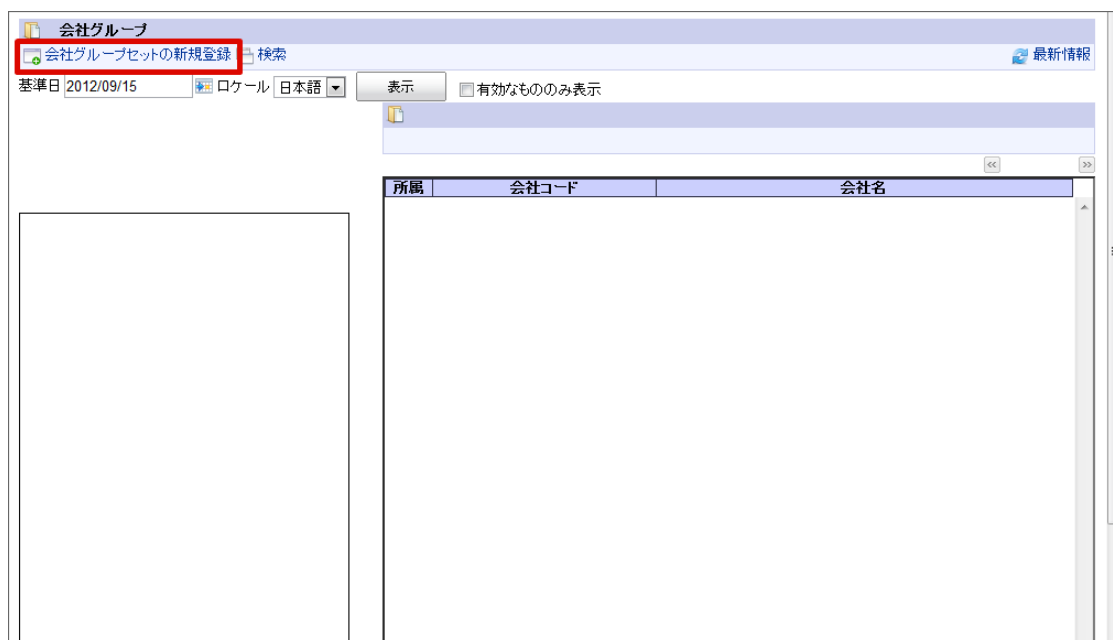 会社グループ
会社グループセットの新規登録 検索 最新情報
基準日 2012/09/15 ロケール 日本語 表示 有効なもののみ表示
所属 会社コード 会社名